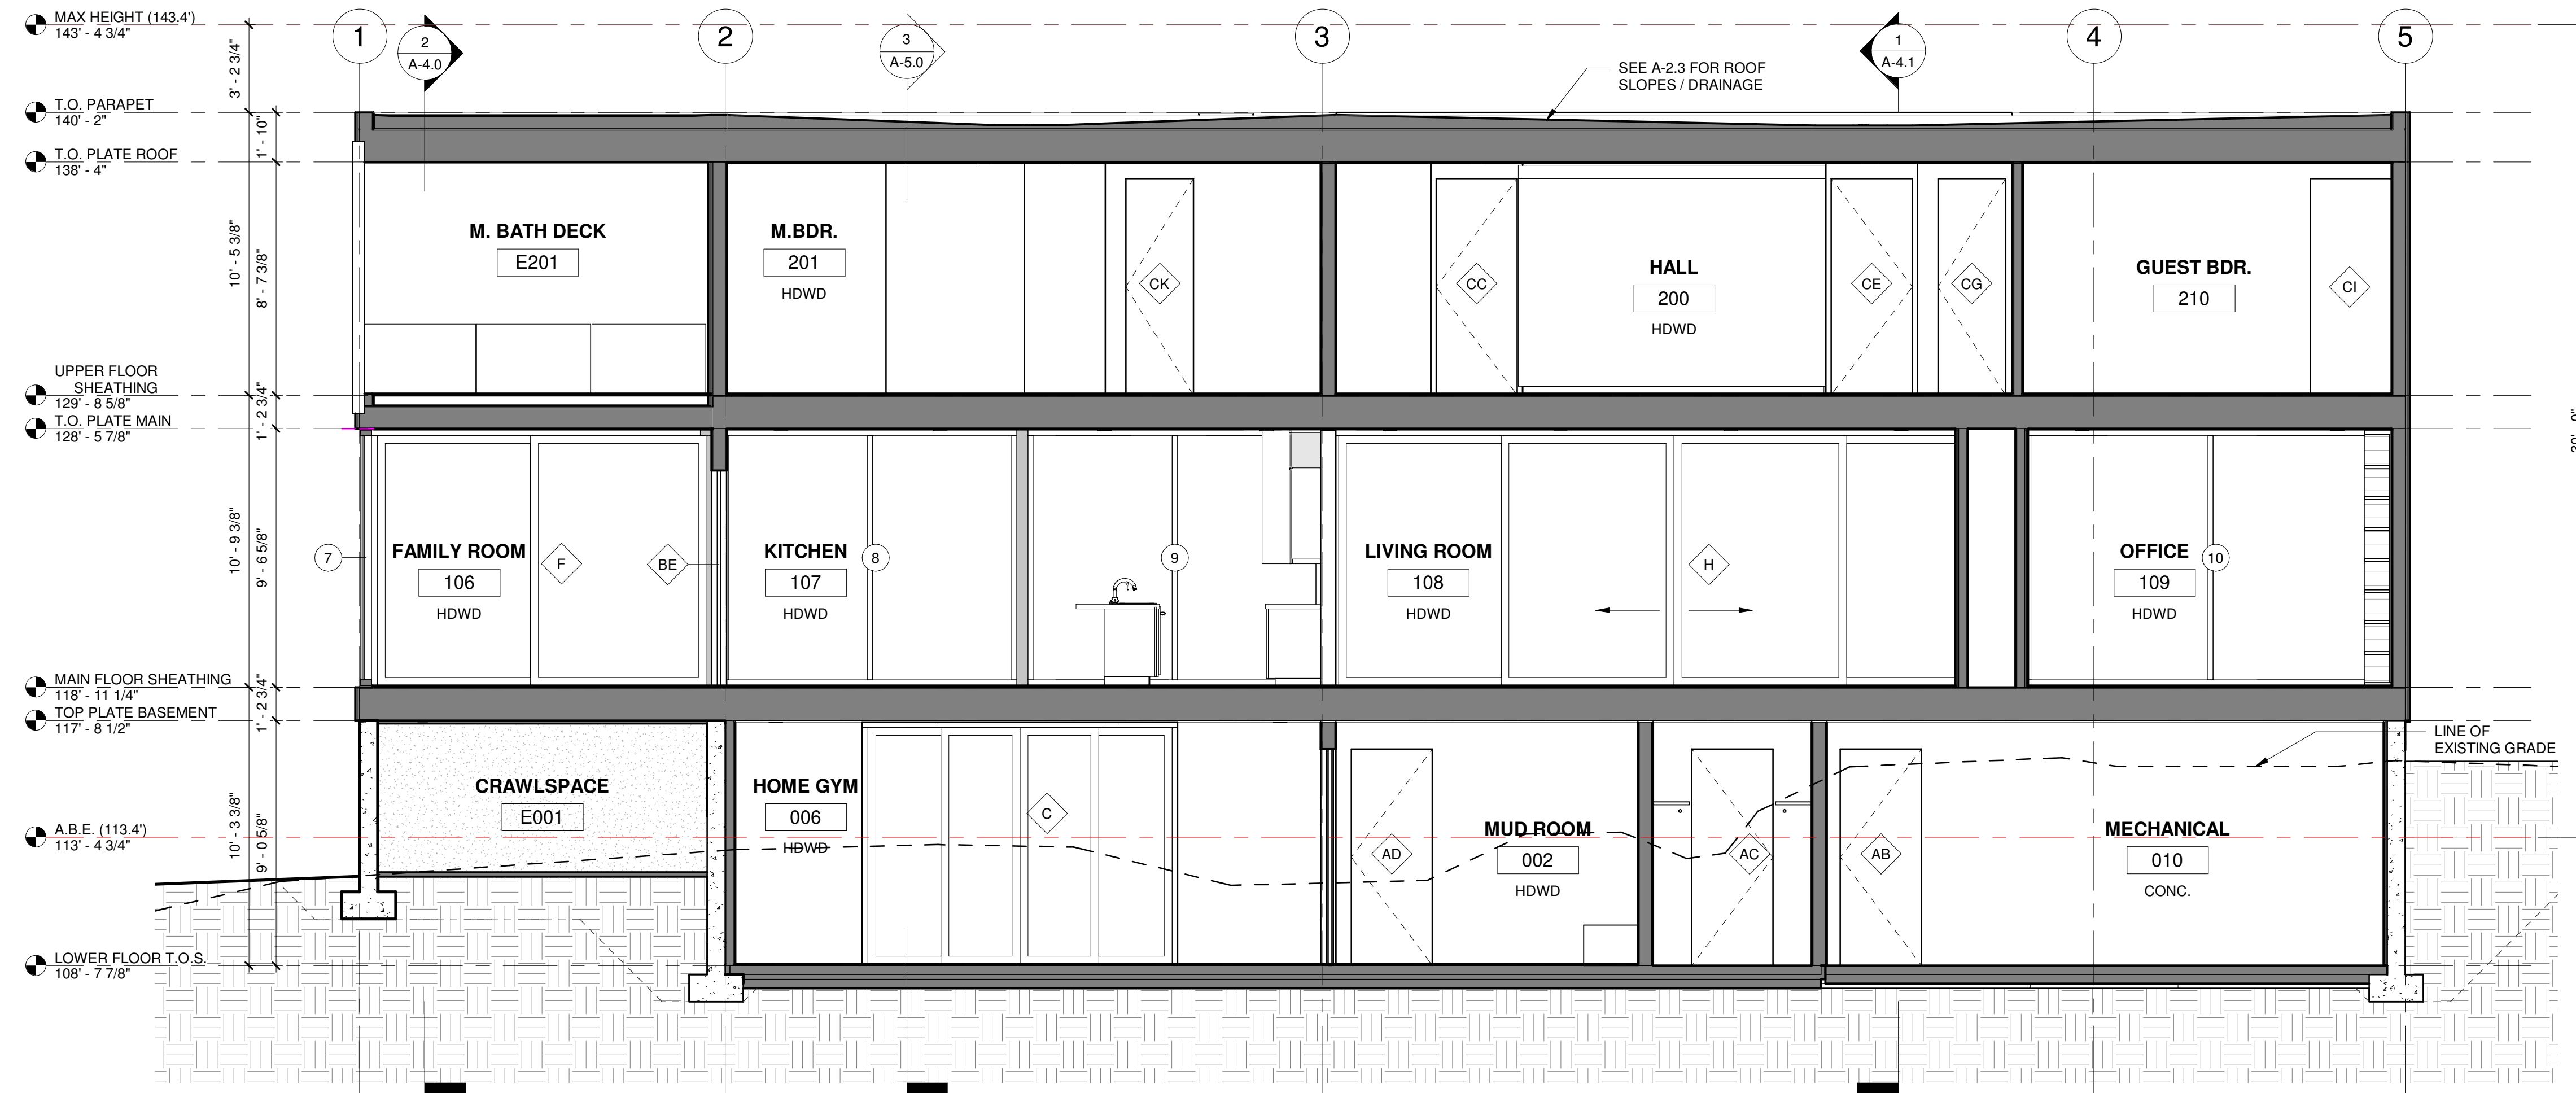 MAX HEIGHT (143.4')
143' - 4 3/4"
1
2
A-4.0
2
3
A-5.0
3
1
A-4.1
4
5
3' - 2 3/4"
SEE A-2.3 FOR ROOF
SLOPES / DRAINAGE
T.O. PARAPET
140' - 2"
1' - 10"
T.O. PLATE ROOF
138' - 4"
10' - 5 3/8"
8' - 7 3/8"
M. BATH DECK
E201
M.BDR.
201
HDWD
CK
CC
HALL
200
HDWD
CE
CG
GUEST BDR.
210
CI
UPPER FLOOR
SHEATHING
129' - 8 5/8"
1' - 2 3/4"
T.O. PLATE MAIN
128' - 5 7/8"
10' - 9 3/8"
9' - 6 5/8"
7
FAMILY ROOM
106
HDWD
F
BE
KITCHEN
107
HDWD
8
9
LIVING ROOM
108
HDWD
H
OFFICE
109
HDWD
10
MAIN FLOOR SHEATHING
118' - 11 1/4"
1' - 2 3/4"
TOP PLATE BASEMENT
117' - 8 1/2"
LINE OF
EXISTING GRADE
10' - 3 3/8"
9' - 0 5/8"
CRAWLSPACE
E001
HOME GYM
006
HDWD
C
AD
MUD ROOM
002
HDWD
AC
AB
MECHANICAL
010
CONC.
A.B.E. (113.4')
113' - 4 3/4"
LOWER FLOOR T.O.S.
108' - 7 7/8"